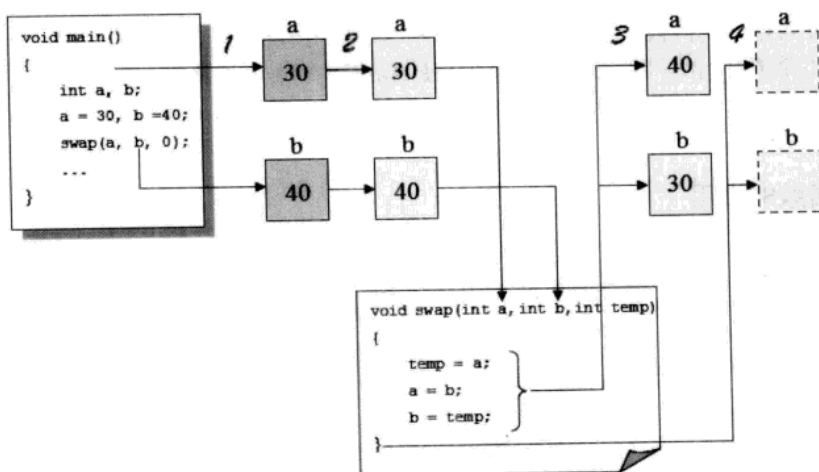 void main()
{
int a, b;
a = 30, b =40;
swap(a, b, 0);
...
}
1
a
30
2
a
30
3
a
40
4
a
b
40
b
40
b
30
b
void swap(int a,int b,int temp)
{
temp = a;
a = b;
b = temp;
}